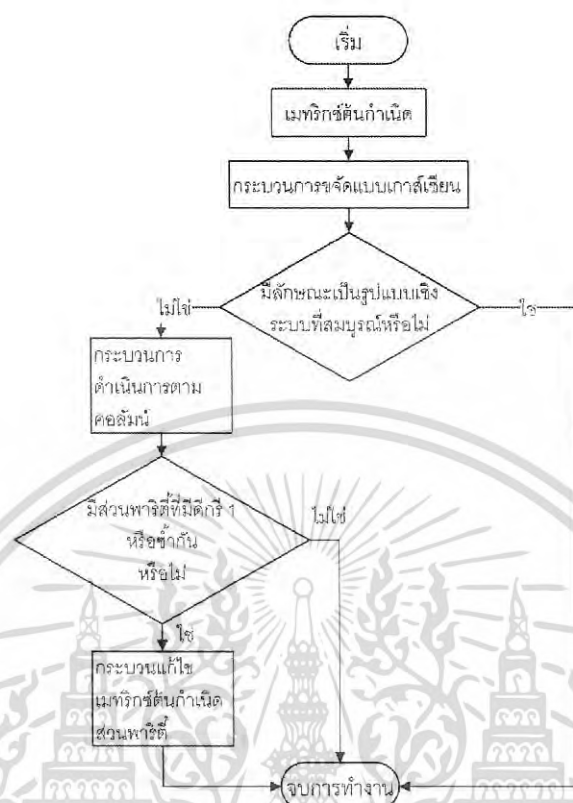 เริ่ม
เมทริกซ์ต้นกำเนิด
กระบวนการขจัดแบบเกาส์เซียน
มีลักษณะเป็นรูปแบบเชิง
ระบบที่สมบูรณ์หรือไม่
ไม่ใช่
ใช่
กระบวนการ
ดำเนินการตาม
คอลัมน์
มีส่วนพาริตี้ที่มีดีกรี 1
หรือซ้ำกัน
หรือไม่
ไม่ใช่
ใช่
กระบวนแก้ไข
เมทริกซ์ต้นกำเนิด
ส่วนพาริตี้
จบการทำงาน